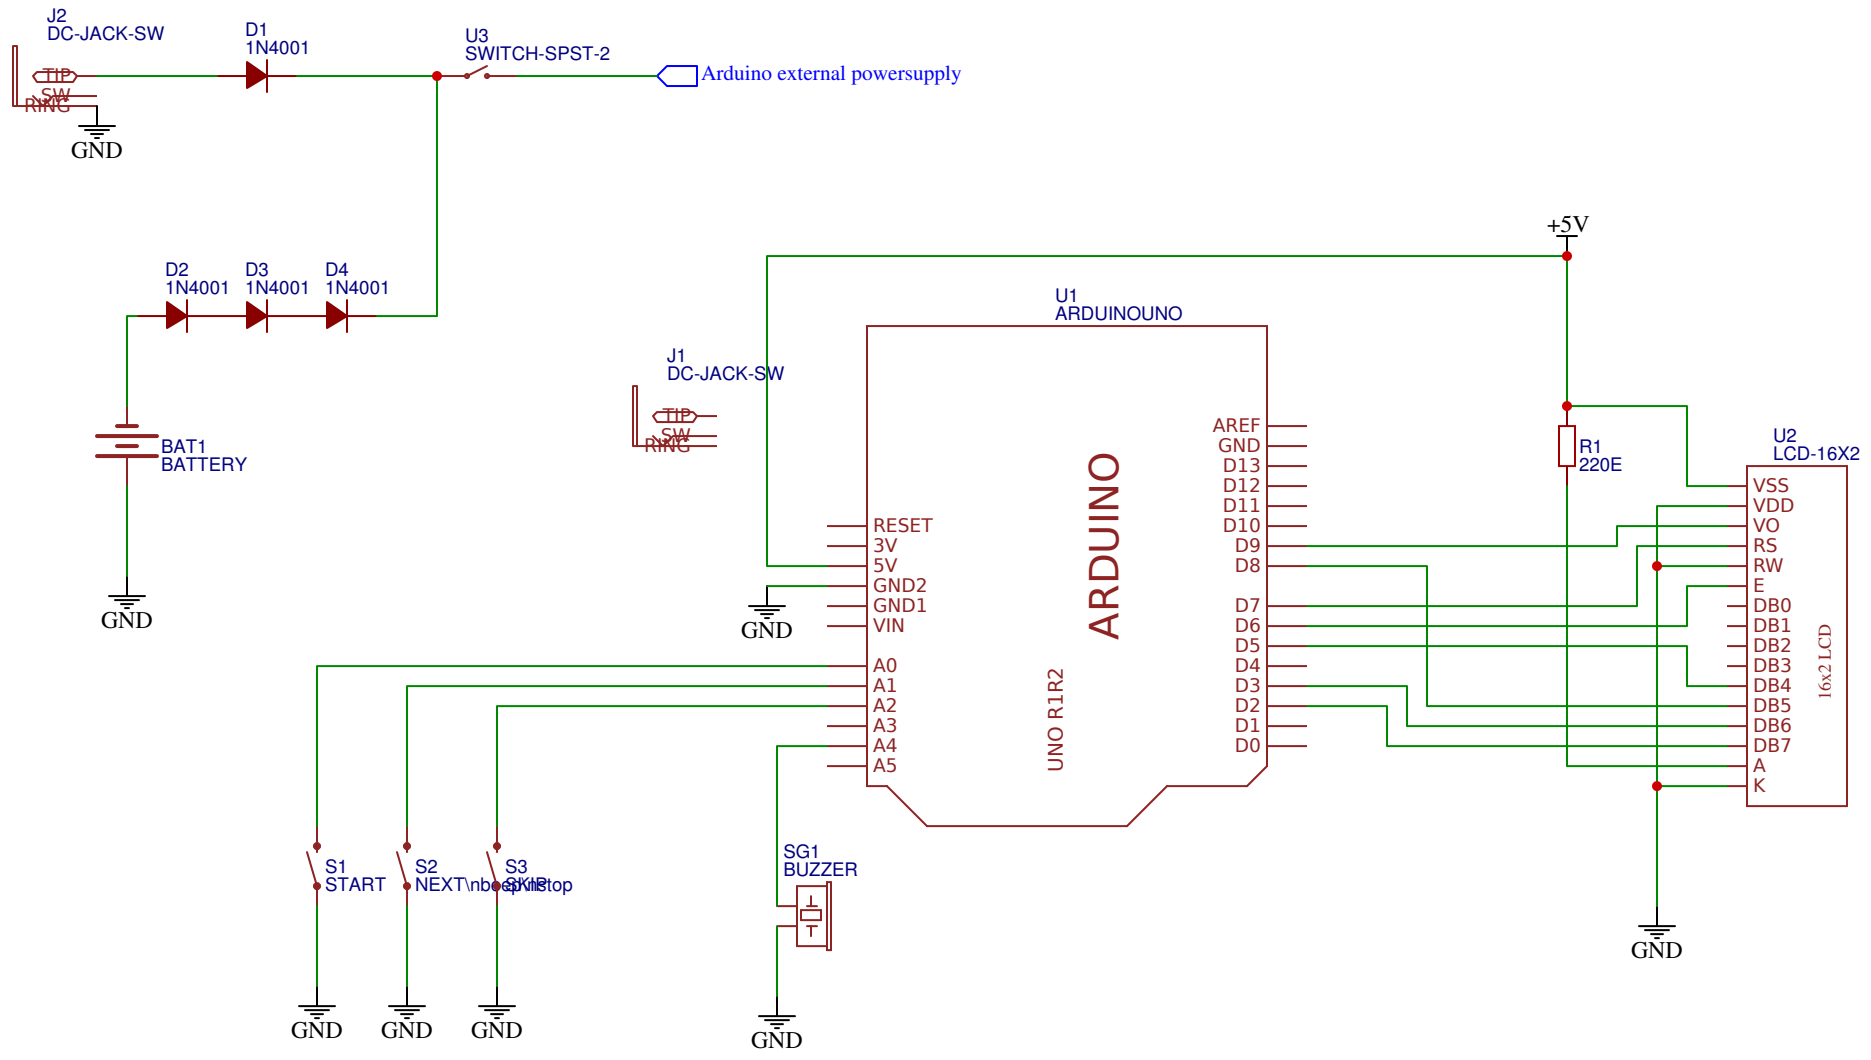 J2
DC-JACK-SW
TIP
SW
RING
GND
D1
1N4001
U3
SWITCH-SPST-2
Arduino external powersupply
D2
1N4001
D3
1N4001
D4
1N4001
BAT1
BATTERY
GND
J1
DC-JACK-SW
TIP
SW
RING
+5V
U1
ARDUINOUNO
RESET
3V
5V
GND2
GND1
VIN
A0
A1
A2
A3
A4
A5
GND
ARDUINO
UNO R1R2
AREF
GND
D13
D12
D11
D10
D9
D8
D7
D6
D5
D4
D3
D2
D1
D0
R1
220E
U2
LCD-16X2
VSS
VDD
VO
RS
RW
E
DB0
DB1
DB2
DB3
DB4
DB5
DB6
DB7
A
K
16x2 LCD
GND
S1
START
GND
S2
NEXT\nbeep\nstop
GND
S3
SKIP
GND
SG1
BUZZER
GND